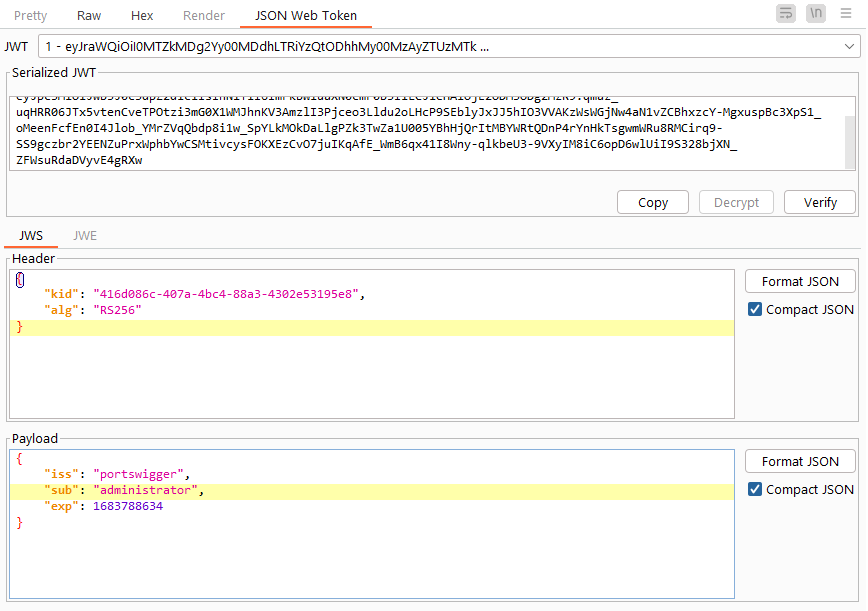 Pretty Raw Hex Render JSON Web Token \n
JWT 1 - eyJraWQiOiI0MTZkMDg2Yy00MDdhLTRiYzQtODhhMy00MzAyZTUzMTk ...
Serialized JWT
uqHRR06JTx5vtenCveTPOtzi3mG0X1WMJhnKV3AmzlI3Pjceo3Lldu2oLHcP9SEblyJxJJ5hIO3VVAKzWsWGjNw4aN1vZCBhxzcY-MgxuspBc3XpS1_
oMeenFcfEn0I4Jlob_YMrZVqQbdp8i1w_SpYLkMOkDaLlgPZk3TwZa1U005YBhHjQrItMBYWRtQDnP4rYnHkTsgwmWRu8RMCirq9-
SS9gczbr2YEENZuPrxWphbYwCSMtivcysFOKXEzCvO7juIKqAfE_WmB6qx41I8Wny-qlkbeU3-9VXyIM8iC6opD6wlUiI9S328bjXN_
ZFWsuRdaDVyvE4gRXw
Copy Decrypt Verify
JWS JWE
Header
{
"kid": "416d086c-407a-4bc4-88a3-4302e53195e8",
"alg": "RS256"
}
Format JSON
Compact JSON
Payload
{
"iss": "portswigger",
"sub": "administrator",
"exp": 1683788634
}
Format JSON
Compact JSON